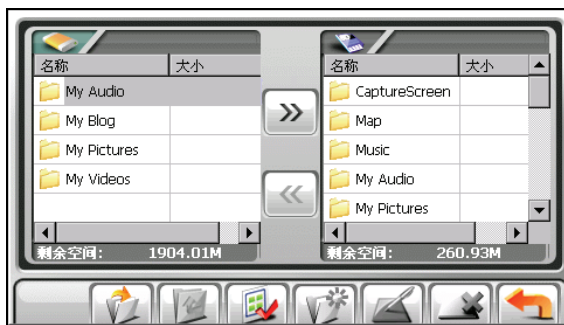 名称 大小
My Audio
My Blog
My Pictures
My Videos
剩余空间: 1904.01M
名称 大小
CaptureScreen
Map
Music
My Audio
My Pictures
剩余空间: 260.93M